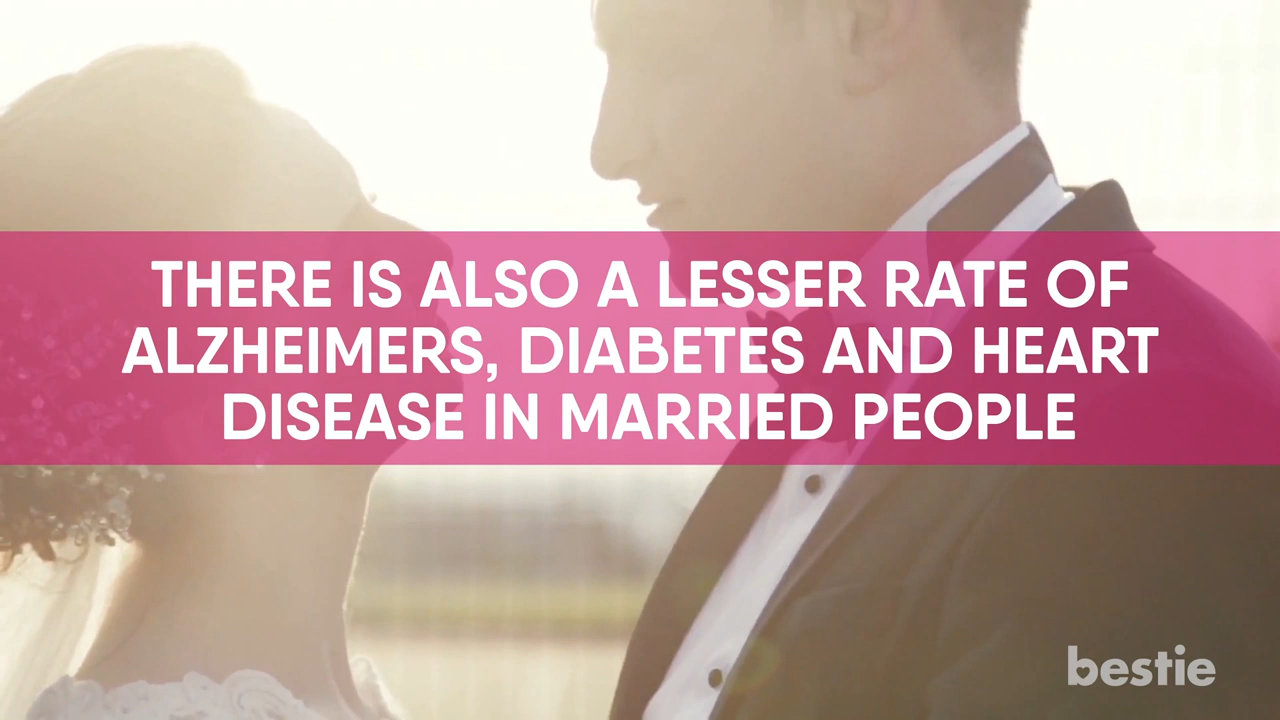 THERE IS ALSO A LESSER RATE OF
ALZHEIMERS, DIABETES AND HEART
DISEASE IN MARRIED PEOPLE
bestie